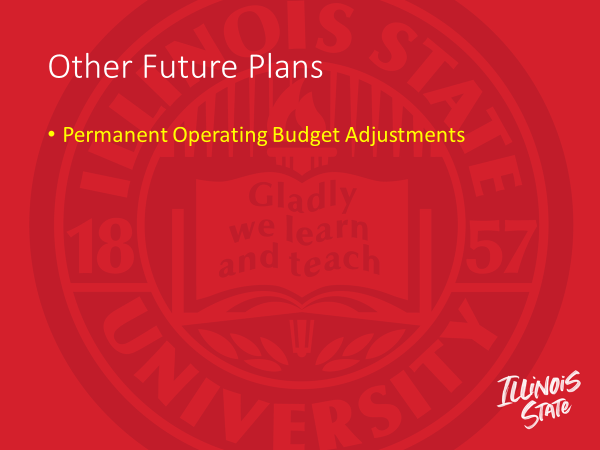 Other Future Plans
• Permanent Operating Budget Adjustments
ILLINOIS STATE
Gladly
we learn
and teach
18 57
UNIVERSITY
ILLINOIS
STATE